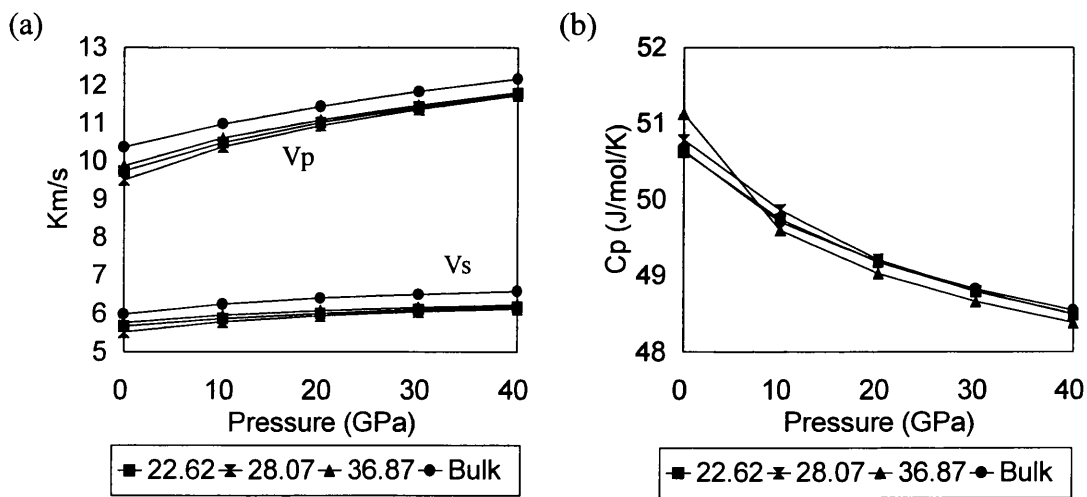 (a)
13
12
11
10
9
8
7
6
5
Km/s
Vp
Vs
0 10 20 30 40
Pressure (GPa)
22.62 28.07 36.87 Bulk
(b)
52
51
50
49
48
Cp (J/mol/K)
0 10 20 30 40
Pressure (GPa)
22.62 28.07 36.87 Bulk